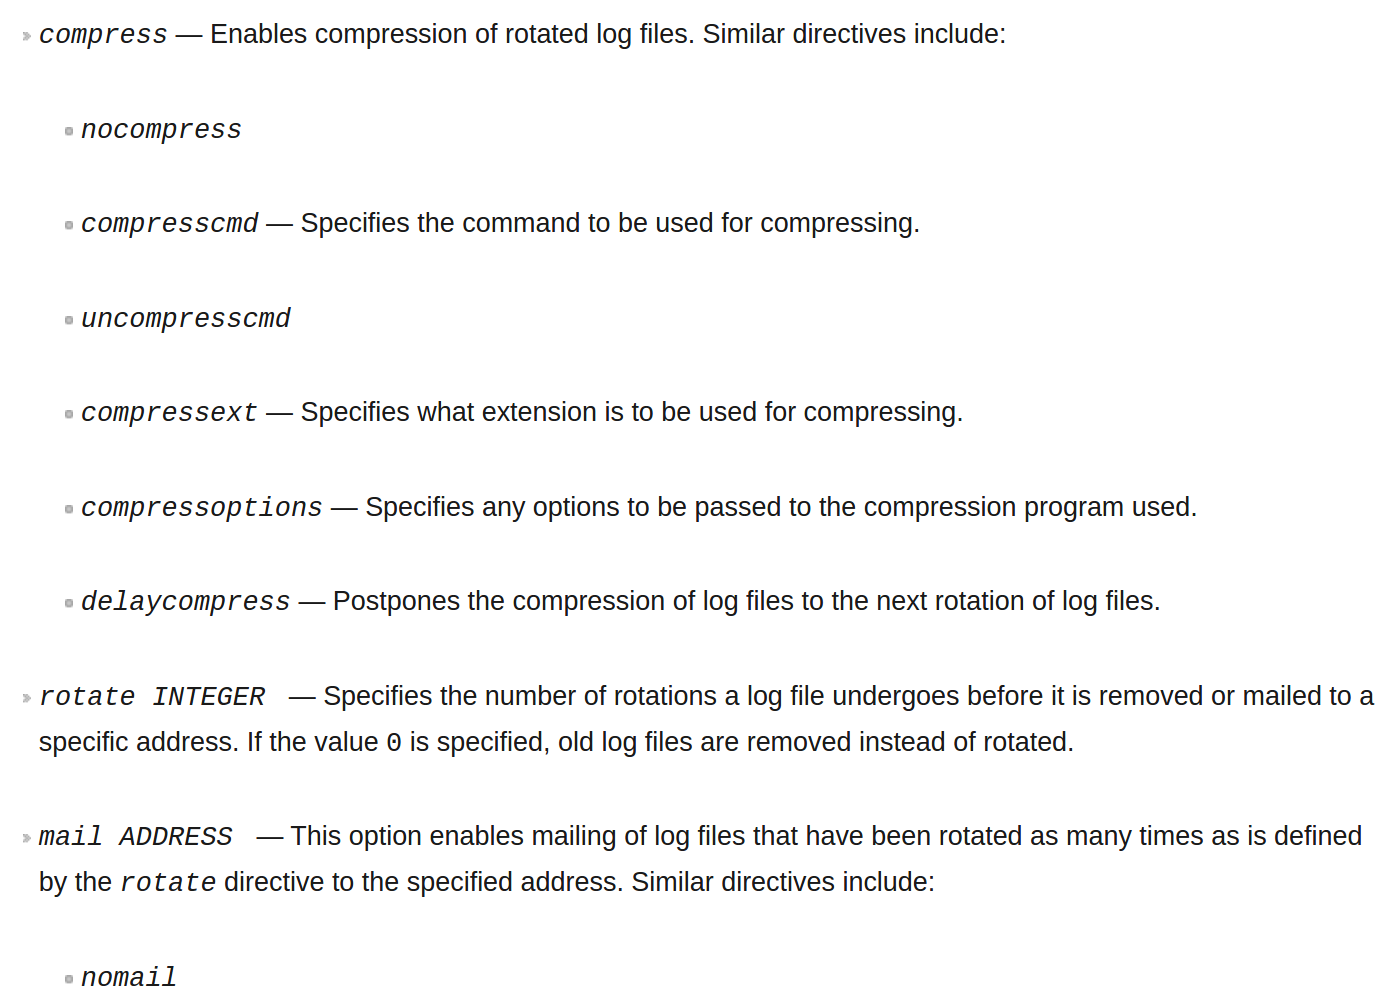 compress — Enables compression of rotated log files. Similar directives include:
nocompress
compresscmd — Specifies the command to be used for compressing.
uncompresscmd
compressext — Specifies what extension is to be used for compressing.
compressoptions — Specifies any options to be passed to the compression program used.
delaycompress — Postpones the compression of log files to the next rotation of log files.
rotate INTEGER — Specifies the number of rotations a log file undergoes before it is removed or mailed to a
specific address. If the value 0 is specified, old log files are removed instead of rotated.
mail ADDRESS — This option enables mailing of log files that have been rotated as many times as is defined
by the rotate directive to the specified address. Similar directives include:
nomail